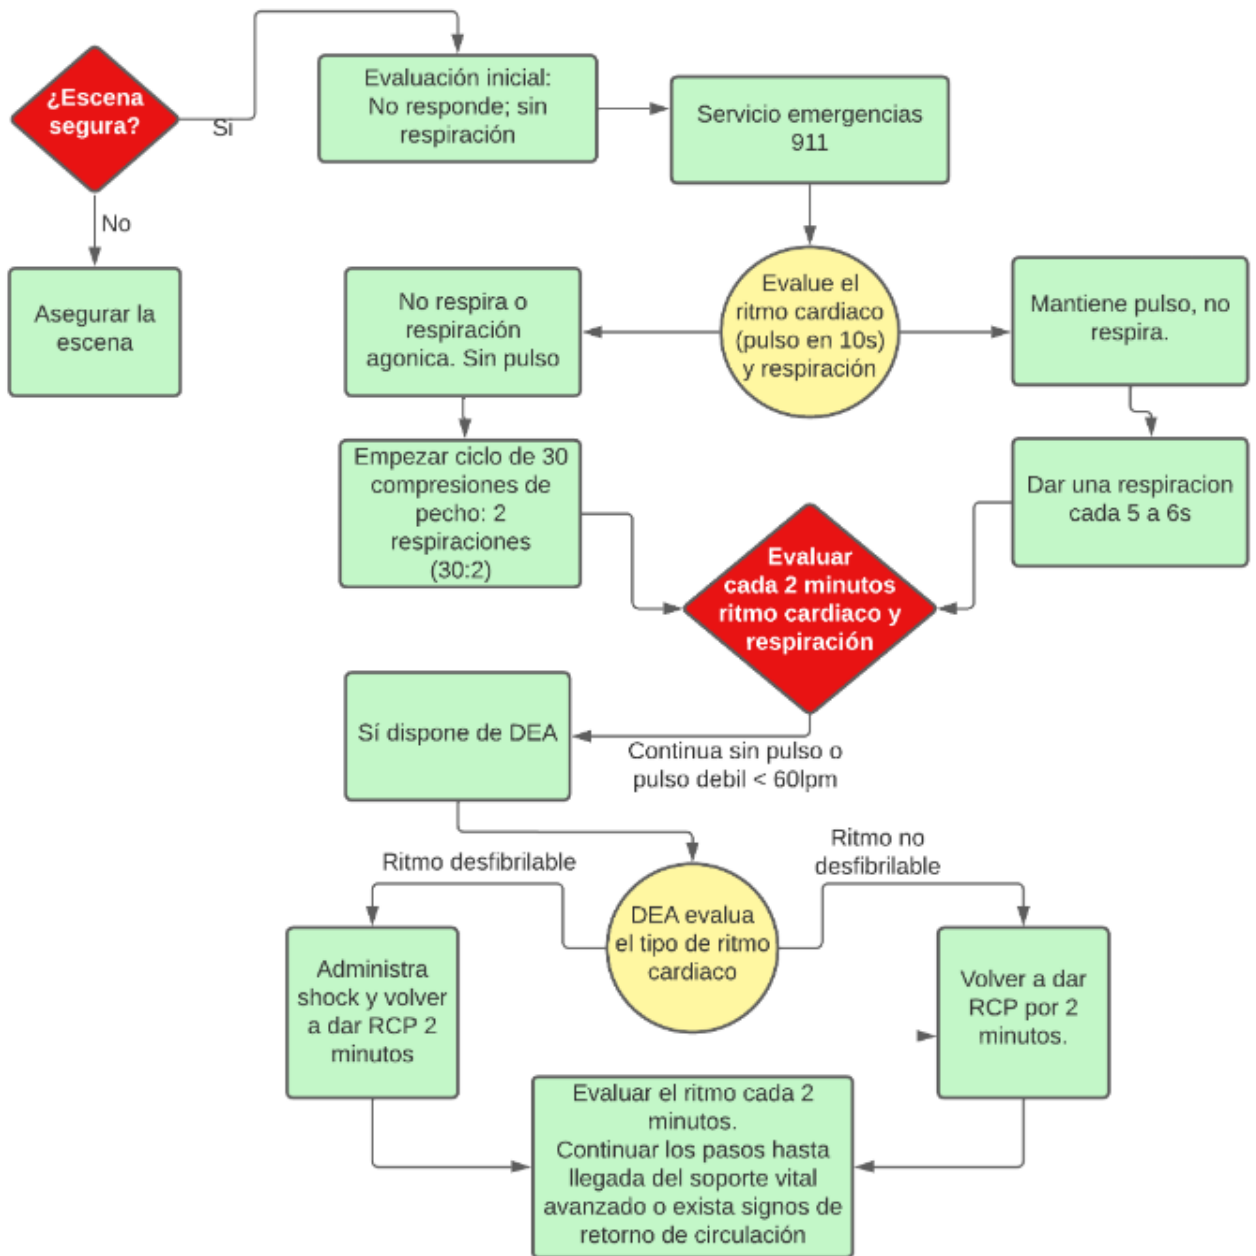 ¿Escena
segura?
Si
No
Asegurar la
escena
Evaluación inicial:
No responde; sin
respiración
Servicio emergencias
911
Evalue el
ritmo cardiaco
(pulso en 10s)
y respiración
No respira o
respiración
agonica. Sin pulso
Mantiene pulso, no
respira.
Empezar ciclo de 30
compresiones de
pecho: 2
respiraciones
(30:2)
Dar una respiracion
cada 5 a 6s
Evaluar
cada 2 minutos
ritmo cardiaco y
respiración
Continua sin pulso o
pulso debil < 60lpm
Sí dispone de DEA
DEA evalua
el tipo de ritmo
cardiaco
Ritmo desfibrilable
Ritmo no
desfibrilable
Administra
shock y volver
a dar RCP 2
minutos
Volver a dar
RCP por 2
minutos.
Evaluar el ritmo cada 2
minutos.
Continuar los pasos hasta
llegada del soporte vital
avanzado o exista signos de
retorno de circulación